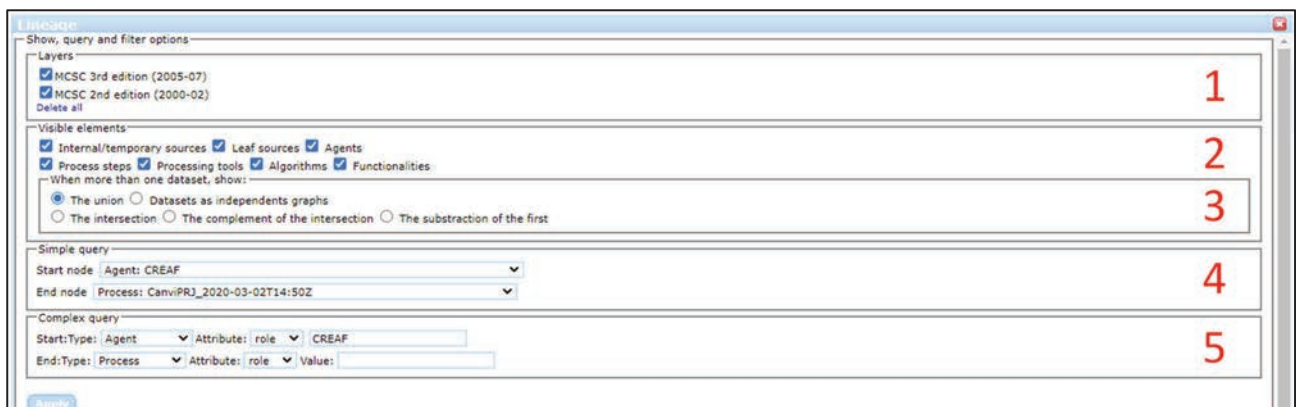 Lineage
Show, query and filter options
Layers
MCSC 3rd edition (2005-07)
1
MCSC 2nd edition (2000-02)
Delete all
Visible elements
Internal/temporary sources Leaf sources Agents
2
Process steps Processing tools Algorithms Functionalities
When more than one dataset, show:
The union Datasets as independents graphs
3
The intersection The complement of the intersection The substraction of the first
Simple query
Start node Agent: CREAF
4
End node Process: CanviPRJ_2020-03-02T14:50Z
Complex query
Start:Type: Agent Attribute: role CREAF
5
End:Type: Process Attribute: role Value:
Apply